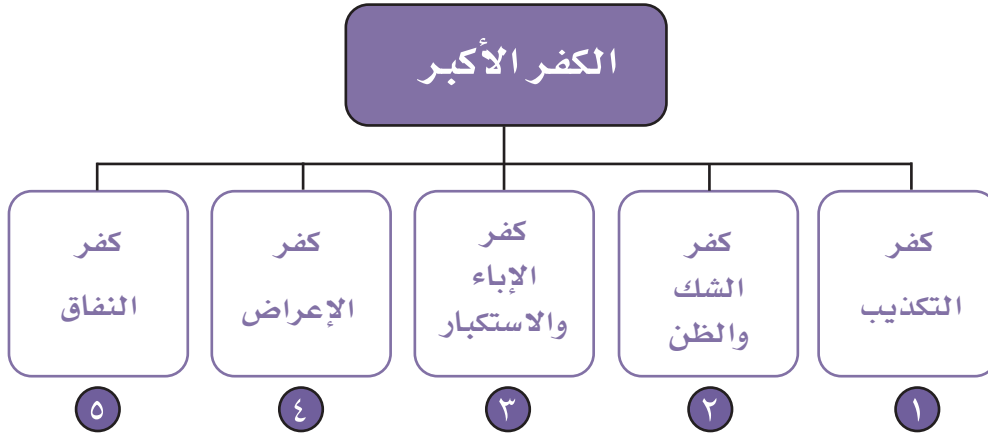 الكفر الأكبر
كفر
التكذيب
١
كفر
الشك
والظن
٢
كفر
الإباء
والاستكبار
٣
كفر
الإعراض
٤
كفر
النفاق
٥